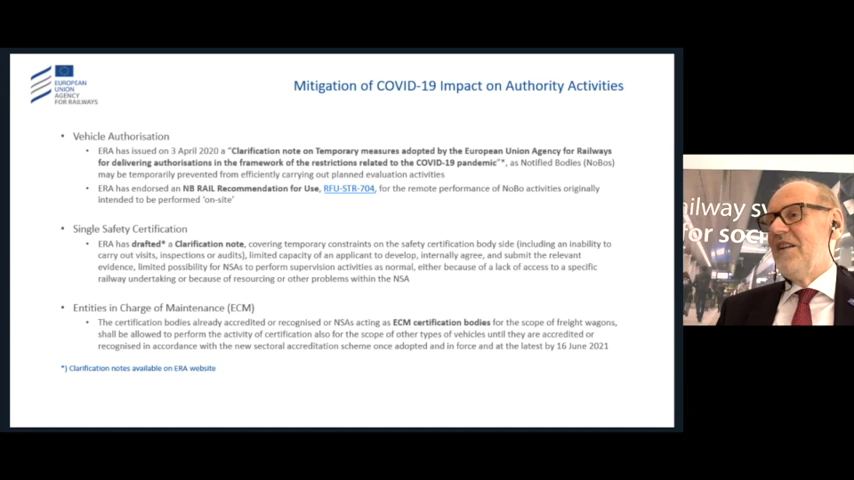 EUROPEAN
UNION
AGENCY
FOR RAILWAYS
Mitigation of COVID-19 Impact on Authority Activities
• Vehicle Authorisation
• ERA has issued on 3 April 2020 a "Clarification note on Temporary measures adopted by the European Union Agency for Railways
for delivering authorisations in the framework of the restrictions related to the COVID-19 pandemic"*, as Notified Bodies (NoBos)
may be temporarily prevented from efficiently carrying out planned evaluation activities
• ERA has endorsed an NB RAIL Recommendation for Use, RFU-STR-704, for the remote performance of NoBo activities originally
intended to be performed 'on-site'
• Single Safety Certification
• ERA has drafted* a Clarification note, covering temporary constraints on the safety certification body side (including an inability to
carry out visits, inspections or audits), limited capacity of an applicant to develop, internally agree, and submit the relevant
evidence, limited possibility for NSAs to perform supervision activities as normal, either because of a lack of access to a specific
railway undertaking or because of resourcing or other problems within the NSA
• Entities in Charge of Maintenance (ECM)
• The certification bodies already accredited or recognised or NSAs acting as ECM certification bodies for the scope of freight wagons,
shall be allowed to perform the activity of certification also for the scope of other types of vehicles until they are accredited or
recognised in accordance with the new sectoral accreditation scheme once adopted and in force and at the latest by 16 June 2021
*) Clarification notes available on ERA website
ailway sy
for soc